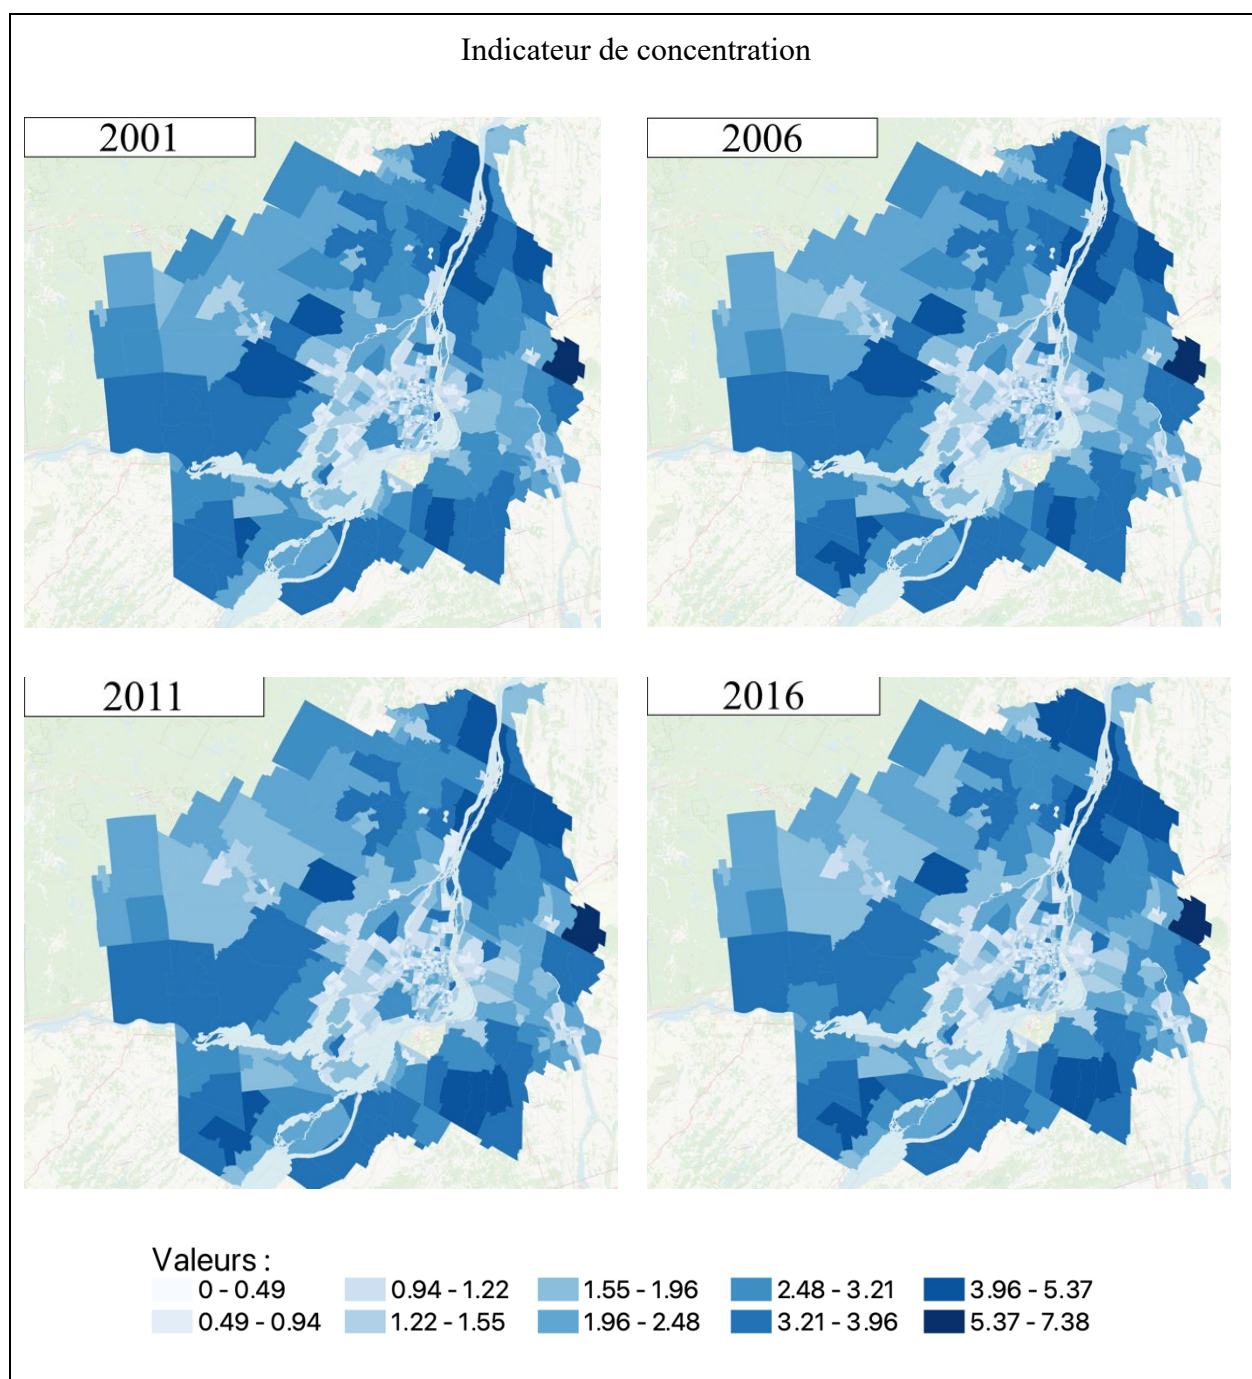 Indicateur de concentration
2001
2006
2011
2016
Valeurs :
0 - 0.49
0.94 - 1.22
1.55 - 1.96
2.48 - 3.21
3.96 - 5.37
0.49 - 0.94
1.22 - 1.55
1.96 - 2.48
3.21 - 3.96
5.37 - 7.38